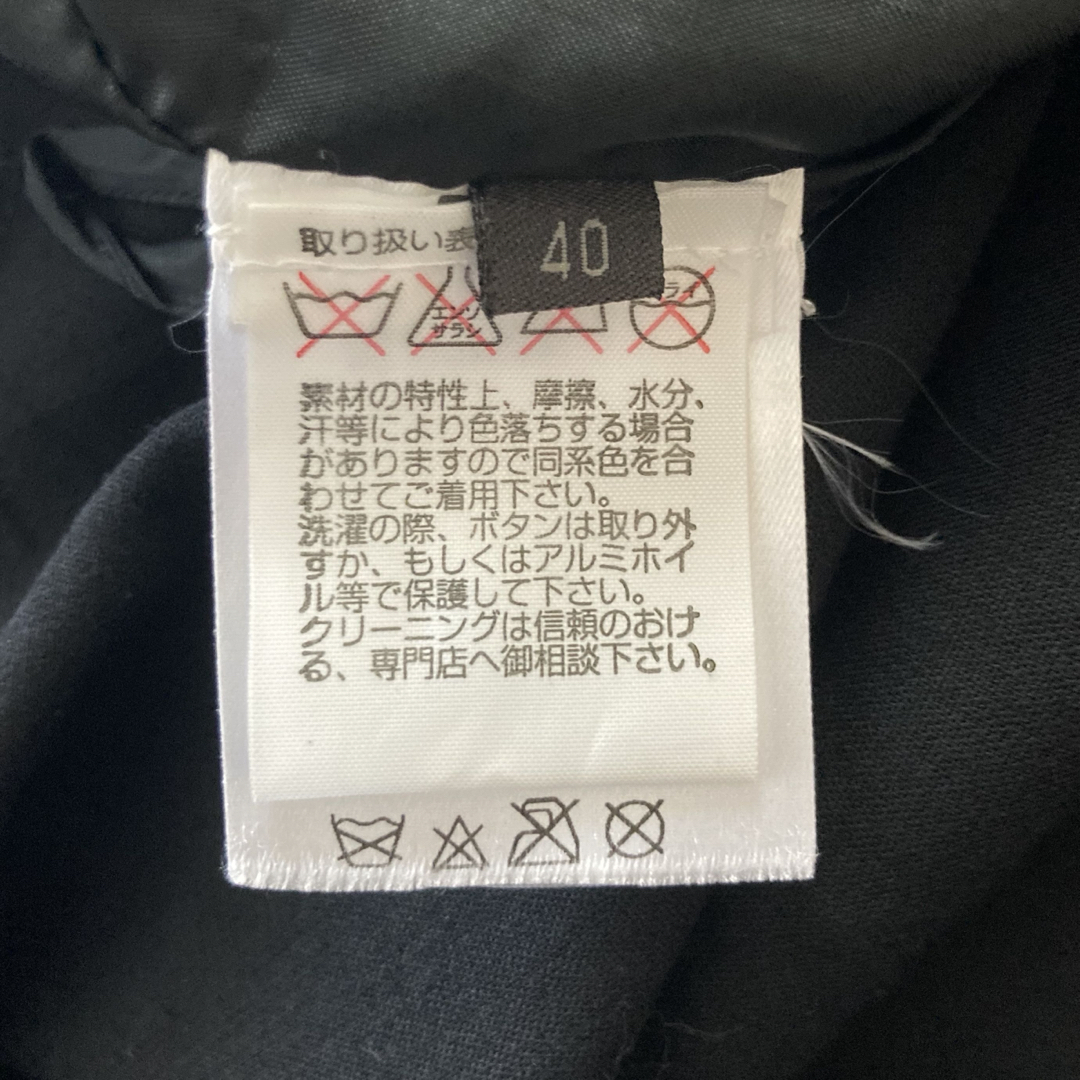 取り扱い表
40
エンソ
サラシ
ライ
素材の特性上、摩擦、水分、
汗等により色落ちする場合
がありますので同系色を合
わせてご着用下さい。
洗濯の際、ボタンは取り外
すか、もしくはアルミホイ
ル等で保護して下さい。
クリーニングは信頼のおけ
る、専門店へ御相談下さい。